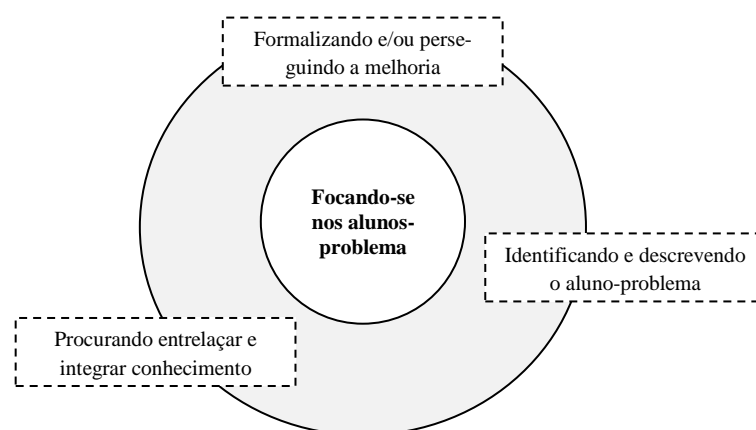 Formalizando e/ou perse-
guindo a melhoria
Focando-se
nos alunos-
problema
Identificando e descrevendo
o aluno-problema
Procurando entrelaçar e
integrar conhecimento